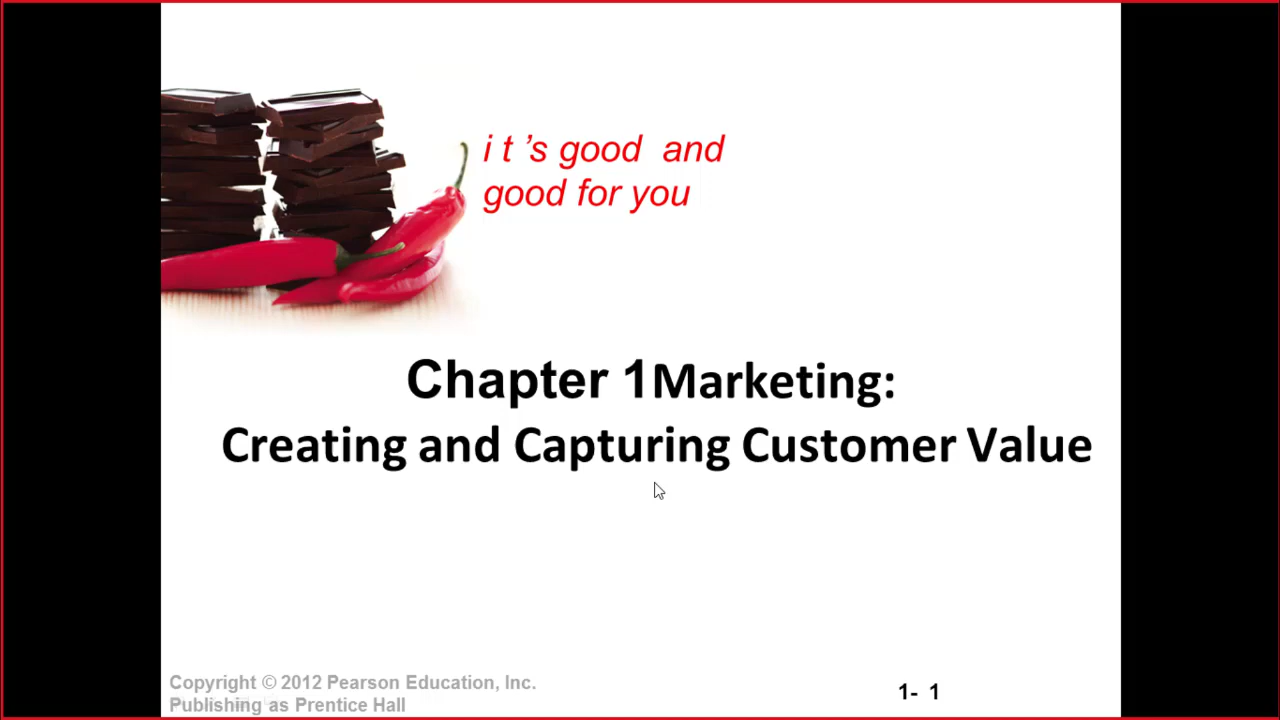 i t ’s good and
good for you
Chapter 1Marketing:
Creating and Capturing Customer Value
Copyright © 2012 Pearson Education, Inc.
Publishing as Prentice Hall
1- 1